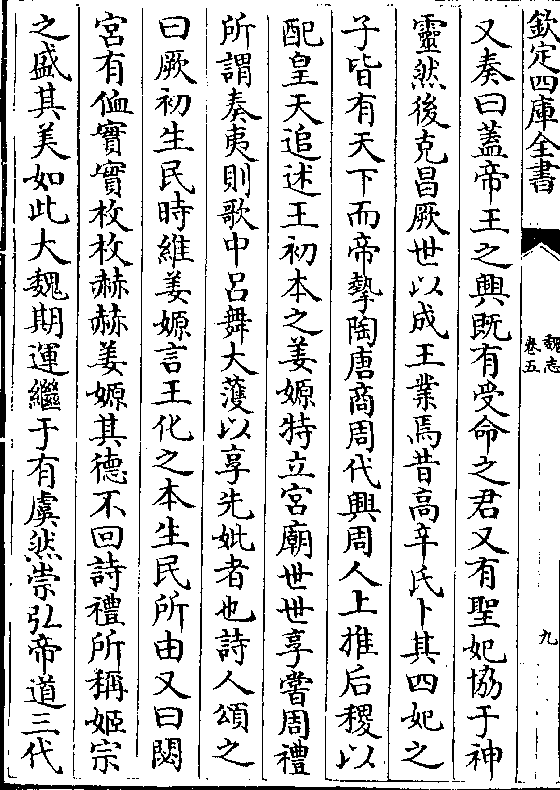 欽定四庫全書
魏志
卷五
九
又奏曰蓋帝王之興既有受命之君又有聖妃協于神
靈然後克昌厥世以成王業焉昔高辛氏卜其四妃之
子皆有天下而帝摯陶唐商周代興周人上推后稷以
配皇天追述王初本之姜嫄特立宮廟世世享嘗周禮
所謂奏夷則歌中呂舞大濩以享先妣者也詩人頌之
曰厥初生民時維姜嫄言王化之本生民所由又曰閟
宮有侐實實枚枚赫赫姜嫄其德不回詩禮所稱姬宗
之盛其美如此大魏期運繼于有虞然崇弘帝道三代